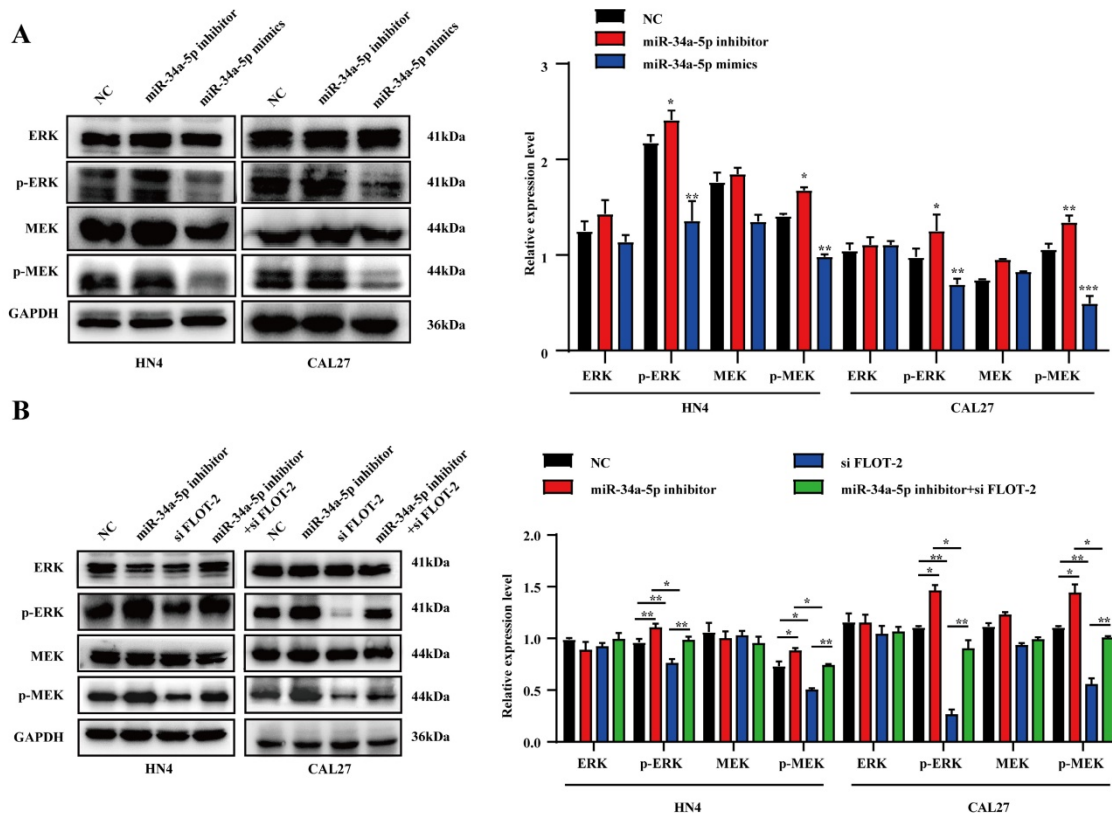 A
NC
miR-34a-5p inhibitor
miR-34a-5p mimics
NC
miR-34a-5p inhibitor
miR-34a-5p mimics
ERK
41kDa
p-ERK
41kDa
MEK
44kDa
p-MEK
44kDa
GAPDH
36kDa
HN4
CAL27
NC
miR-34a-5p inhibitor
miR-34a-5p mimics
Relative expression level
3
2
1
0
*
**
*
**
*
**
**
***
ERK p-ERK MEK p-MEK ERK p-ERK MEK p-MEK
HN4
CAL27
B
NC
miR-34a-5p inhibitor
si FLOT-2
miR-34a-5p inhibitor
+si FLOT-2
NC
miR-34a-5p inhibitor
si FLOT-2
miR-34a-5p inhibitor
+si FLOT-2
ERK
41kDa
p-ERK
41kDa
MEK
44kDa
p-MEK
44kDa
GAPDH
36kDa
HN4
CAL27
NC
si FLOT-2
miR-34a-5p inhibitor
miR-34a-5p inhibitor+si FLOT-2
Relative expression level
2.0
1.5
1.0
0.5
0.0
*
**
**
**
*
*
*
**
*
**
*
**
*
**
*
**
ERK p-ERK MEK p-MEK ERK p-ERK MEK p-MEK
HN4
CAL27